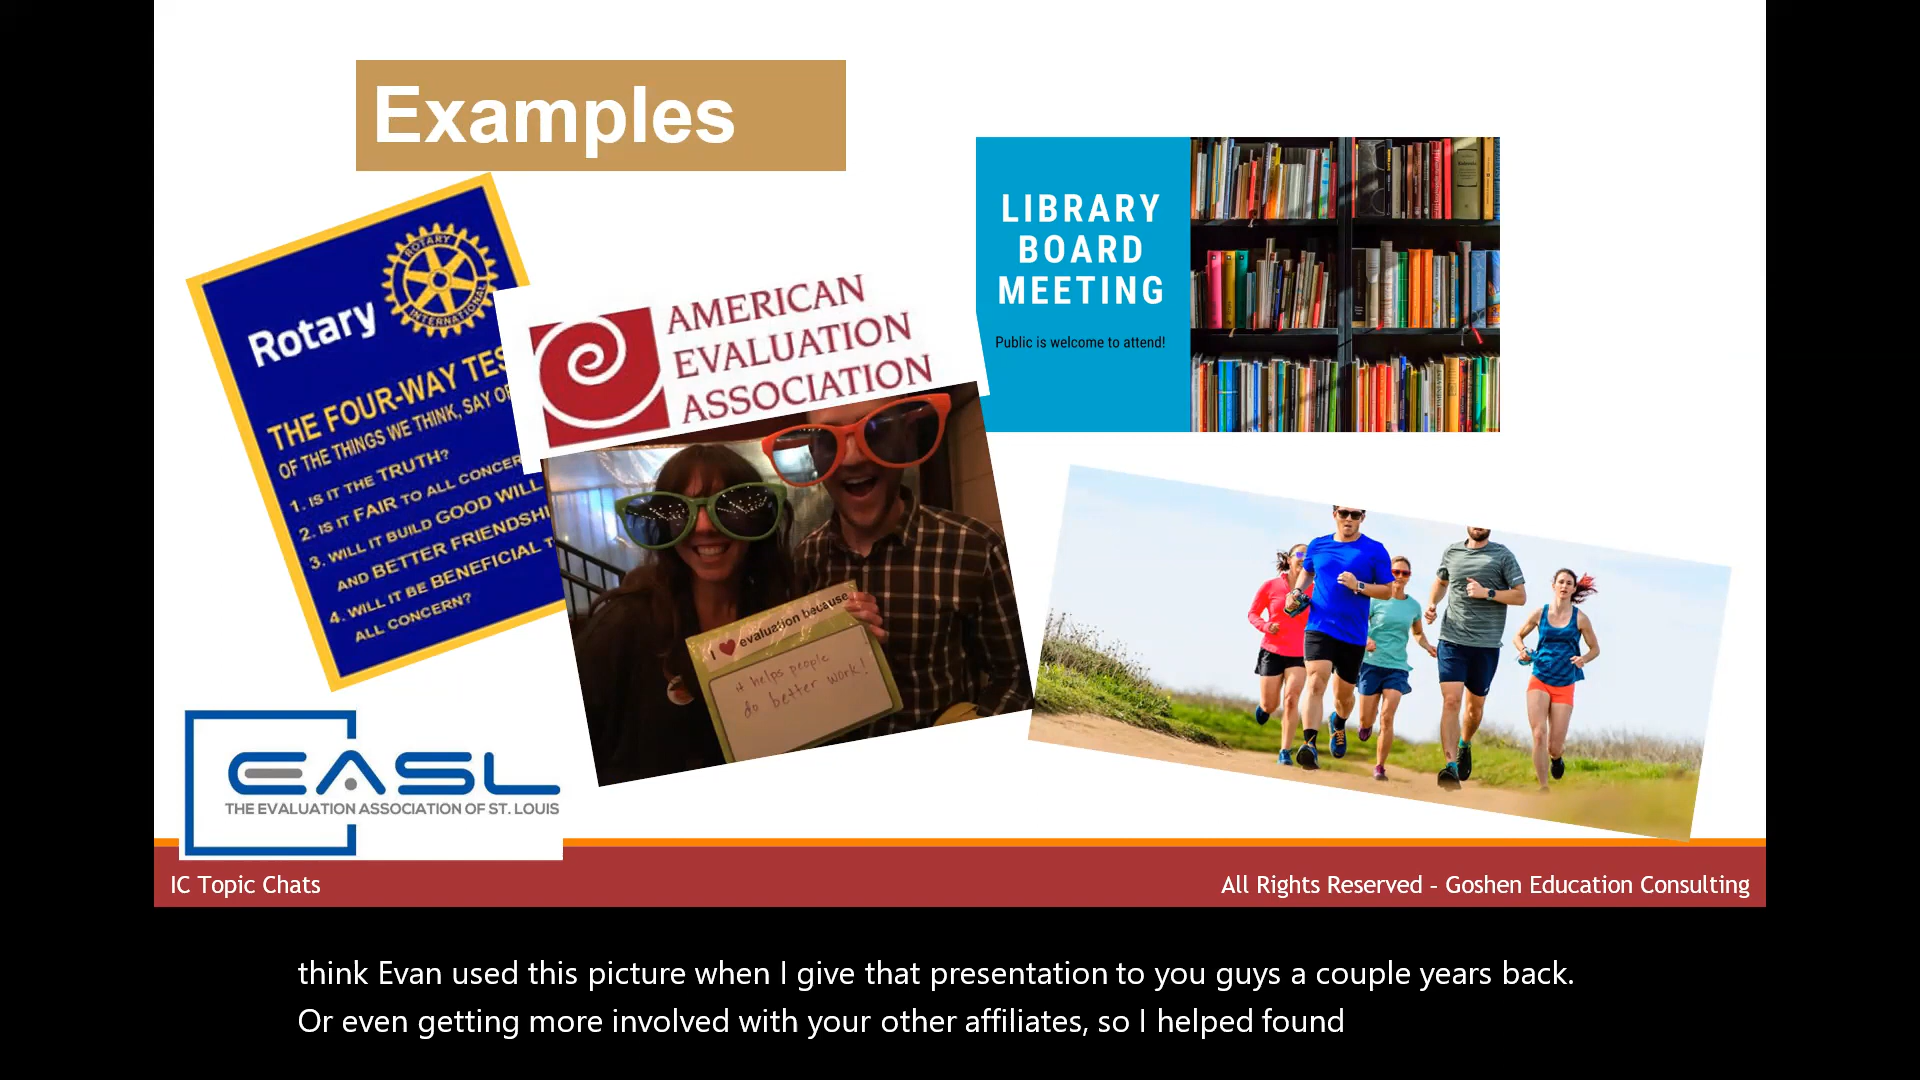 Examples
Rotary
ROTARY
INTERNATIONAL
THE FOUR-WAY TES
OF THE THINGS WE THINK, SAY OR
1. IS IT THE TRUTH?
2. IS IT FAIR TO ALL CONCER
3. WILL IT BUILD GOOD WILL
AND BETTER FRIENDSHI
4. WILL IT BE BENEFICIAL T
ALL CONCERN?
AMERICAN
EVALUATION
ASSOCIATION
I ❤ evaluation because
it helps people
do better work!
LIBRARY
BOARD
MEETING
Public is welcome to attend!
EASL
THE EVALUATION ASSOCIATION OF ST. LOUIS
IC Topic Chats
All Rights Reserved – Goshen Education Consulting
think Evan used this picture when I give that presentation to you guys a couple years back.
Or even getting more involved with your other affiliates, so I helped found